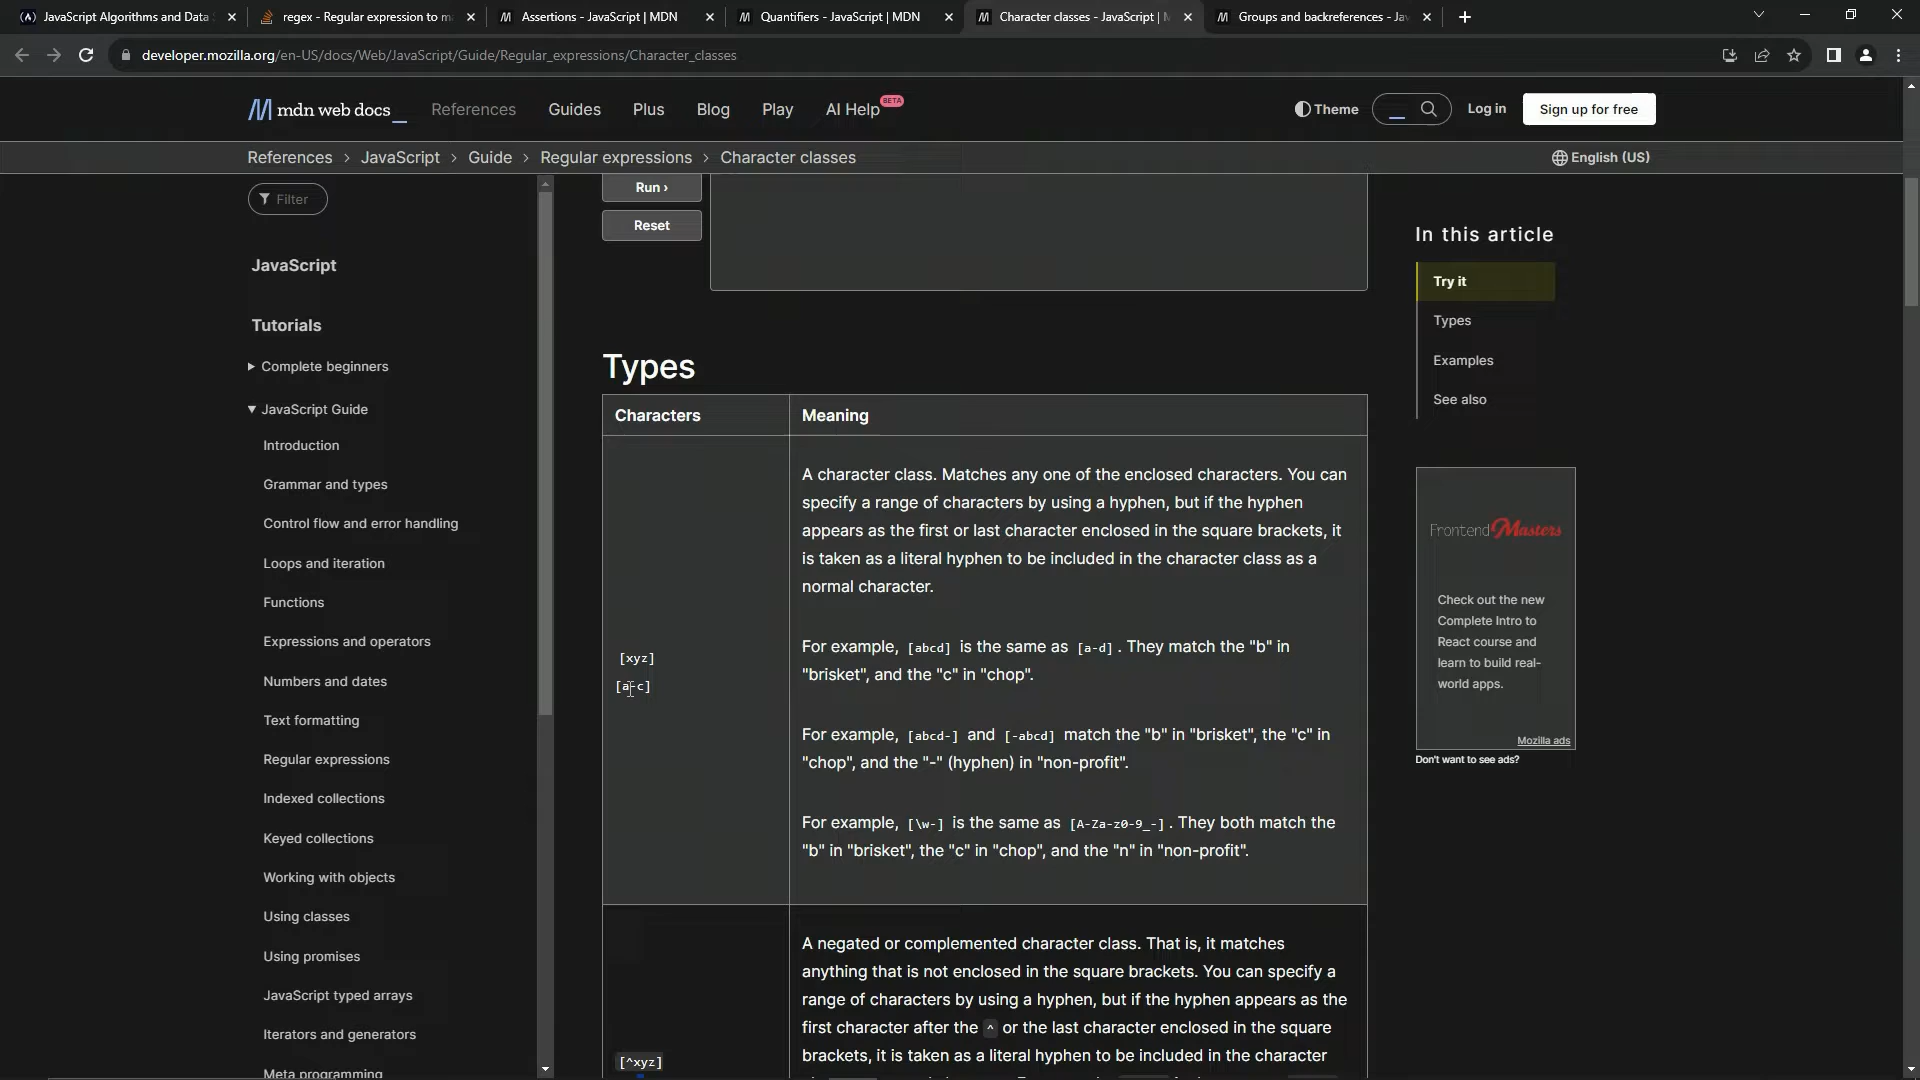 JavaScript Algorithms and Data
regex - Regular expression to m
Assertions - JavaScript | MDN
Quantifiers - JavaScript | MDN
Character classes - JavaScript | M
Groups and backreferences - Jav
developer.mozilla.org/en-US/docs/Web/JavaScript/Guide/Regular_expressions/Character_classes
mdn web docs_
References
Guides
Plus
Blog
Play
AI Help
BETA
Theme
Log in
Sign up for free
References > JavaScript > Guide > Regular expressions > Character classes
English (US)
Filter
JavaScript
Tutorials
Complete beginners
JavaScript Guide
Introduction
Grammar and types
Control flow and error handling
Loops and iteration
Functions
Expressions and operators
Numbers and dates
Text formatting
Regular expressions
Indexed collections
Keyed collections
Working with objects
Using classes
Using promises
JavaScript typed arrays
Iterators and generators
Meta programming
Run ›
Reset
Types
Characters
Meaning
[xyz]
[a-c]
A character class. Matches any one of the enclosed characters. You can
specify a range of characters by using a hyphen, but if the hyphen
appears as the first or last character enclosed in the square brackets, it
is taken as a literal hyphen to be included in the character class as a
normal character.
For example, [abcd] is the same as [a-d]. They match the "b" in
"brisket", and the "c" in "chop".
For example, [abcd-] and [-abcd] match the "b" in "brisket", the "c" in
"chop", and the "-" (hyphen) in "non-profit".
For example, [\w-] is the same as [A-Za-z0-9_-]. They both match the
"b" in "brisket", the "c" in "chop", and the "n" in "non-profit".
[^xyz]
A negated or complemented character class. That is, it matches
anything that is not enclosed in the square brackets. You can specify a
range of characters by using a hyphen, but if the hyphen appears as the
first character after the ^ or the last character enclosed in the square
brackets, it is taken as a literal hyphen to be included in the character
In this article
Try it
Types
Examples
See also
Frontend Masters
Check out the new
Complete Intro to
React course and
learn to build real-
world apps.
Mozilla ads
Don't want to see ads?